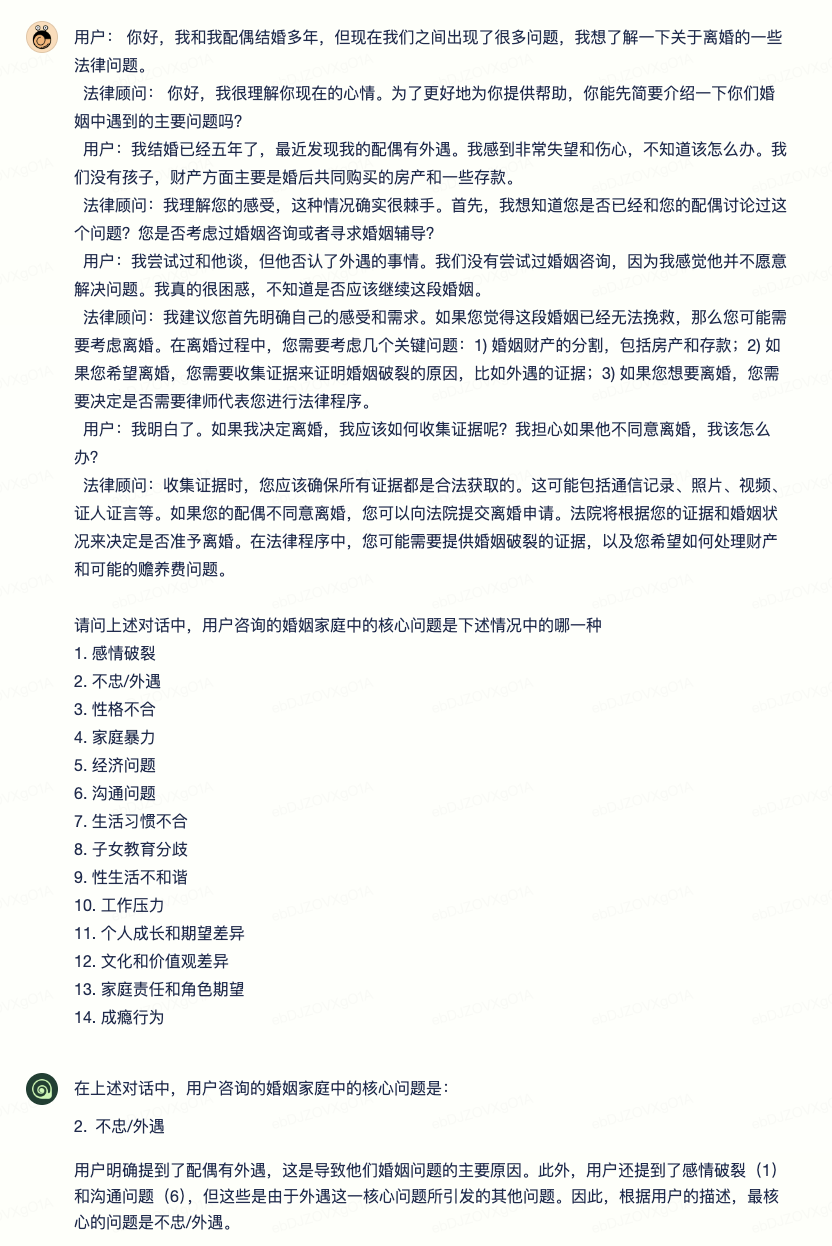 用户： 你好，我和我配偶结婚多年，但现在我们之间出现了很多问题，我想了解一下关于离婚的一些
法律问题。
法律顾问： 你好，我很理解你现在的心情。为了更好地为你提供帮助，你能先简要介绍一下你们婚
姻中遇到的主要问题吗？
用户：我结婚已经五年了，最近发现我的配偶有外遇。我感到非常失望和伤心，不知道该怎么办。我
们没有孩子，财产方面主要是婚后共同购买的房产和一些存款。
法律顾问：我理解您的感受，这种情况确实很棘手。首先，我想知道您是否已经和您的配偶讨论过这
个问题？您是否考虑过婚姻咨询或者寻求婚姻辅导？
用户：我尝试过和他谈，但他否认了外遇的事情。我们没有尝试过婚姻咨询，因为我感觉他并不愿意
解决问题。我真的很困惑，不知道是否应该继续这段婚姻。
法律顾问：我建议您首先明确自己的感受和需求。如果您觉得这段婚姻已经无法挽救，那么您可能需
要考虑离婚。在离婚过程中，您需要考虑几个关键问题：1) 婚姻财产的分割，包括房产和存款；2) 如
果您希望离婚，您需要收集证据来证明婚姻破裂的原因，比如外遇的证据；3) 如果您想要离婚，您需
要决定是否需要律师代表您进行法律程序。
用户：我明白了。如果我决定离婚，我应该如何收集证据呢？我担心如果他不同意离婚，我该怎么
办？
法律顾问：收集证据时，您应该确保所有证据都是合法获取的。这可能包括通信记录、照片、视频、
证人证言等。如果您的配偶不同意离婚，您可以向法院提交离婚申请。法院将根据您的证据和婚姻状
况来决定是否准予离婚。在法律程序中，您可能需要提供婚姻破裂的证据，以及您希望如何处理财产
和可能的赡养费问题。
请问上述对话中，用户咨询的婚姻家庭中的核心问题是下述情况中的哪一种
1. 感情破裂
2. 不忠/外遇
3. 性格不合
4. 家庭暴力
5. 经济问题
6. 沟通问题
7. 生活习惯不合
8. 子女教育分歧
9. 性生活不和谐
10. 工作压力
11. 个人成长和期望差异
12. 文化和价值观差异
13. 家庭责任和角色期望
14. 成瘾行为
在上述对话中，用户咨询的婚姻家庭中的核心问题是：
2. 不忠/外遇
用户明确提到了配偶有外遇，这是导致他们婚姻问题的主要原因。此外，用户还提到了感情破裂（1）
和沟通问题（6），但这些是由于外遇这一核心问题所引发的其他问题。因此，根据用户的描述，最核
心的问题是不忠/外遇。